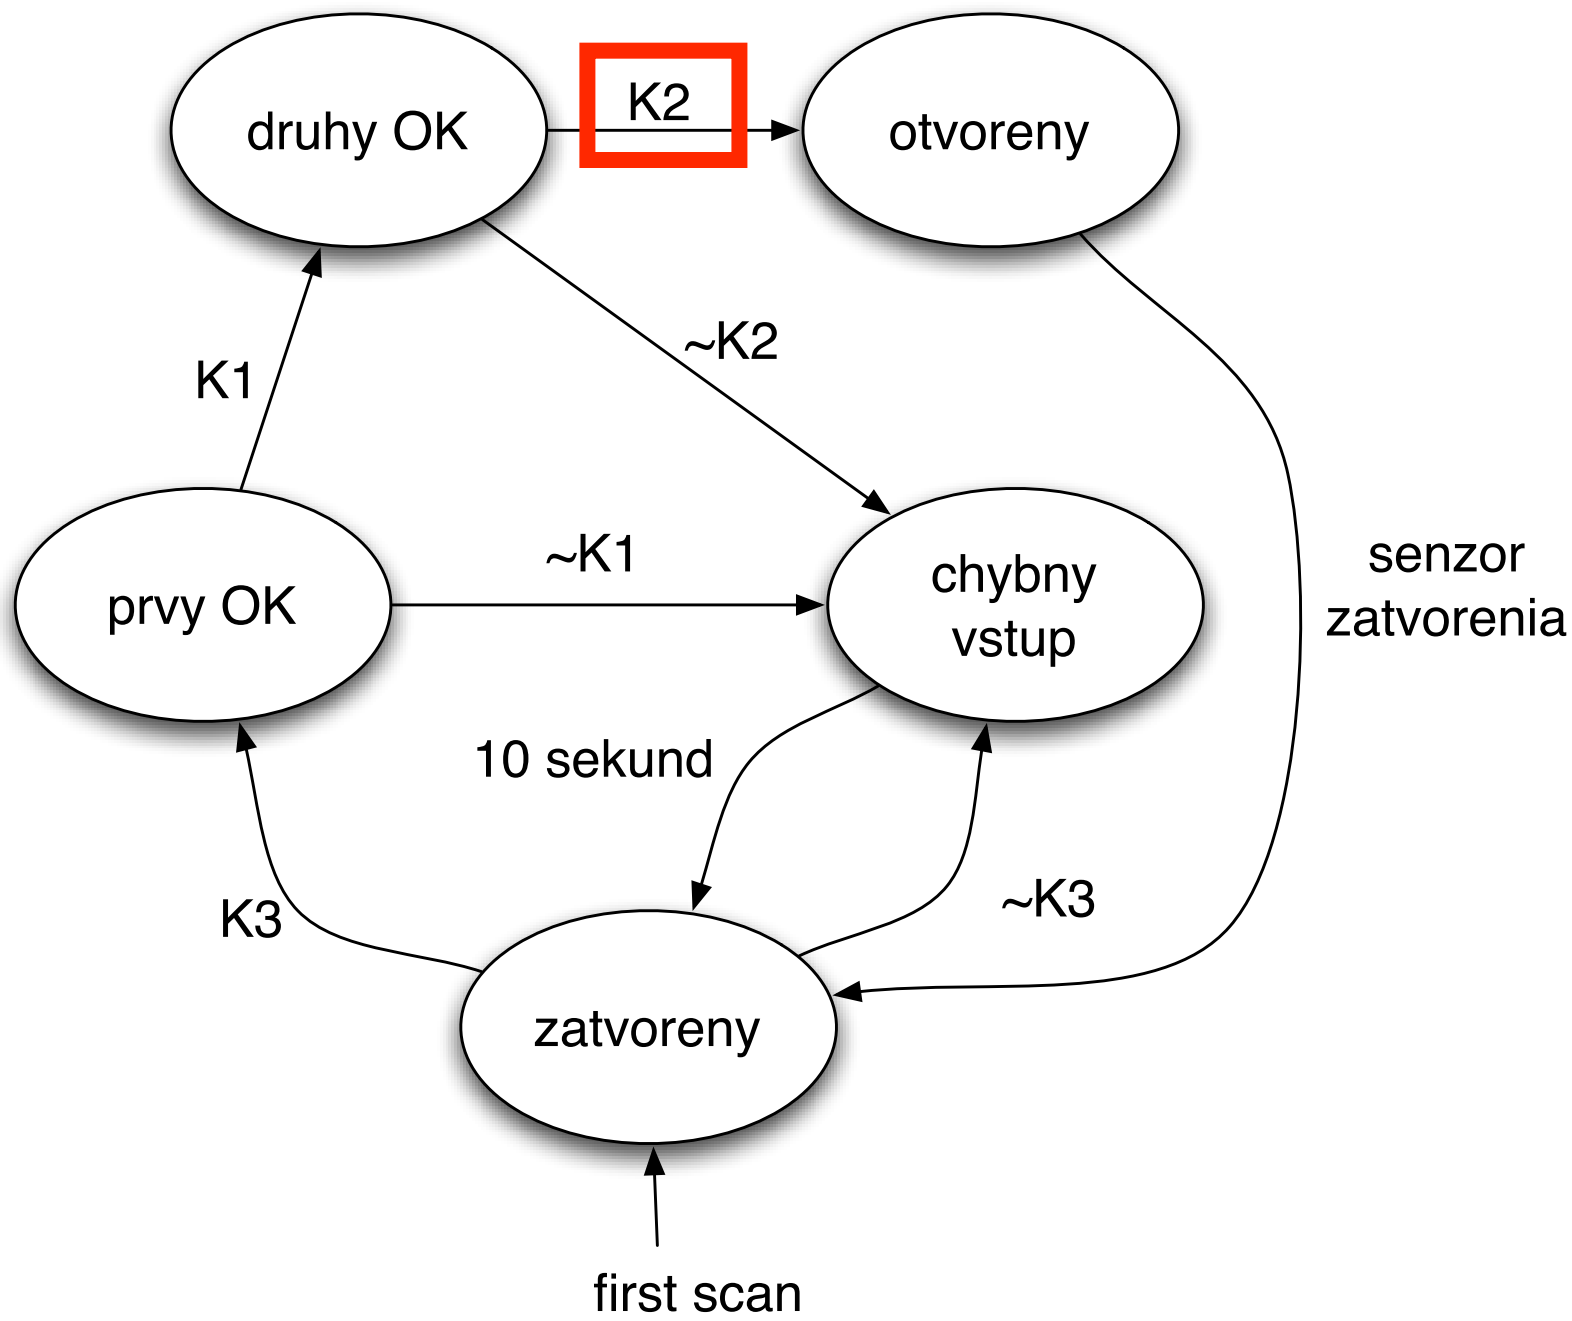 druhy OK
K2
otvoreny
~K2
K1
~K1
senzor
zatvorenia
prvy OK
chybny
vstup
10 sekund
K3
~K3
zatvoreny
first scan